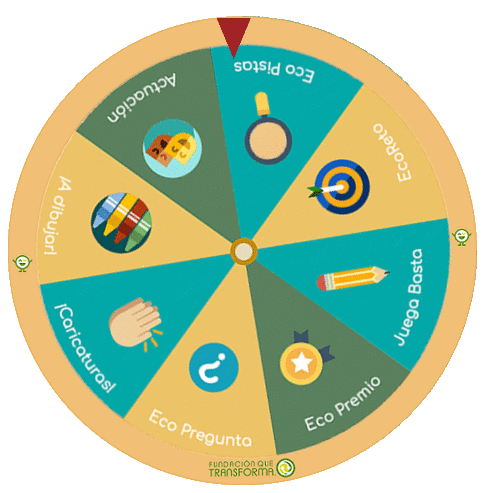 Eco Pistas
EcoReto
Juega Basta
Eco Premio
Eco Pregunta
¡Caricaturas!
¡A dibujar!
Actuación
FUNDACIÓN QUE
TRANSFORMA